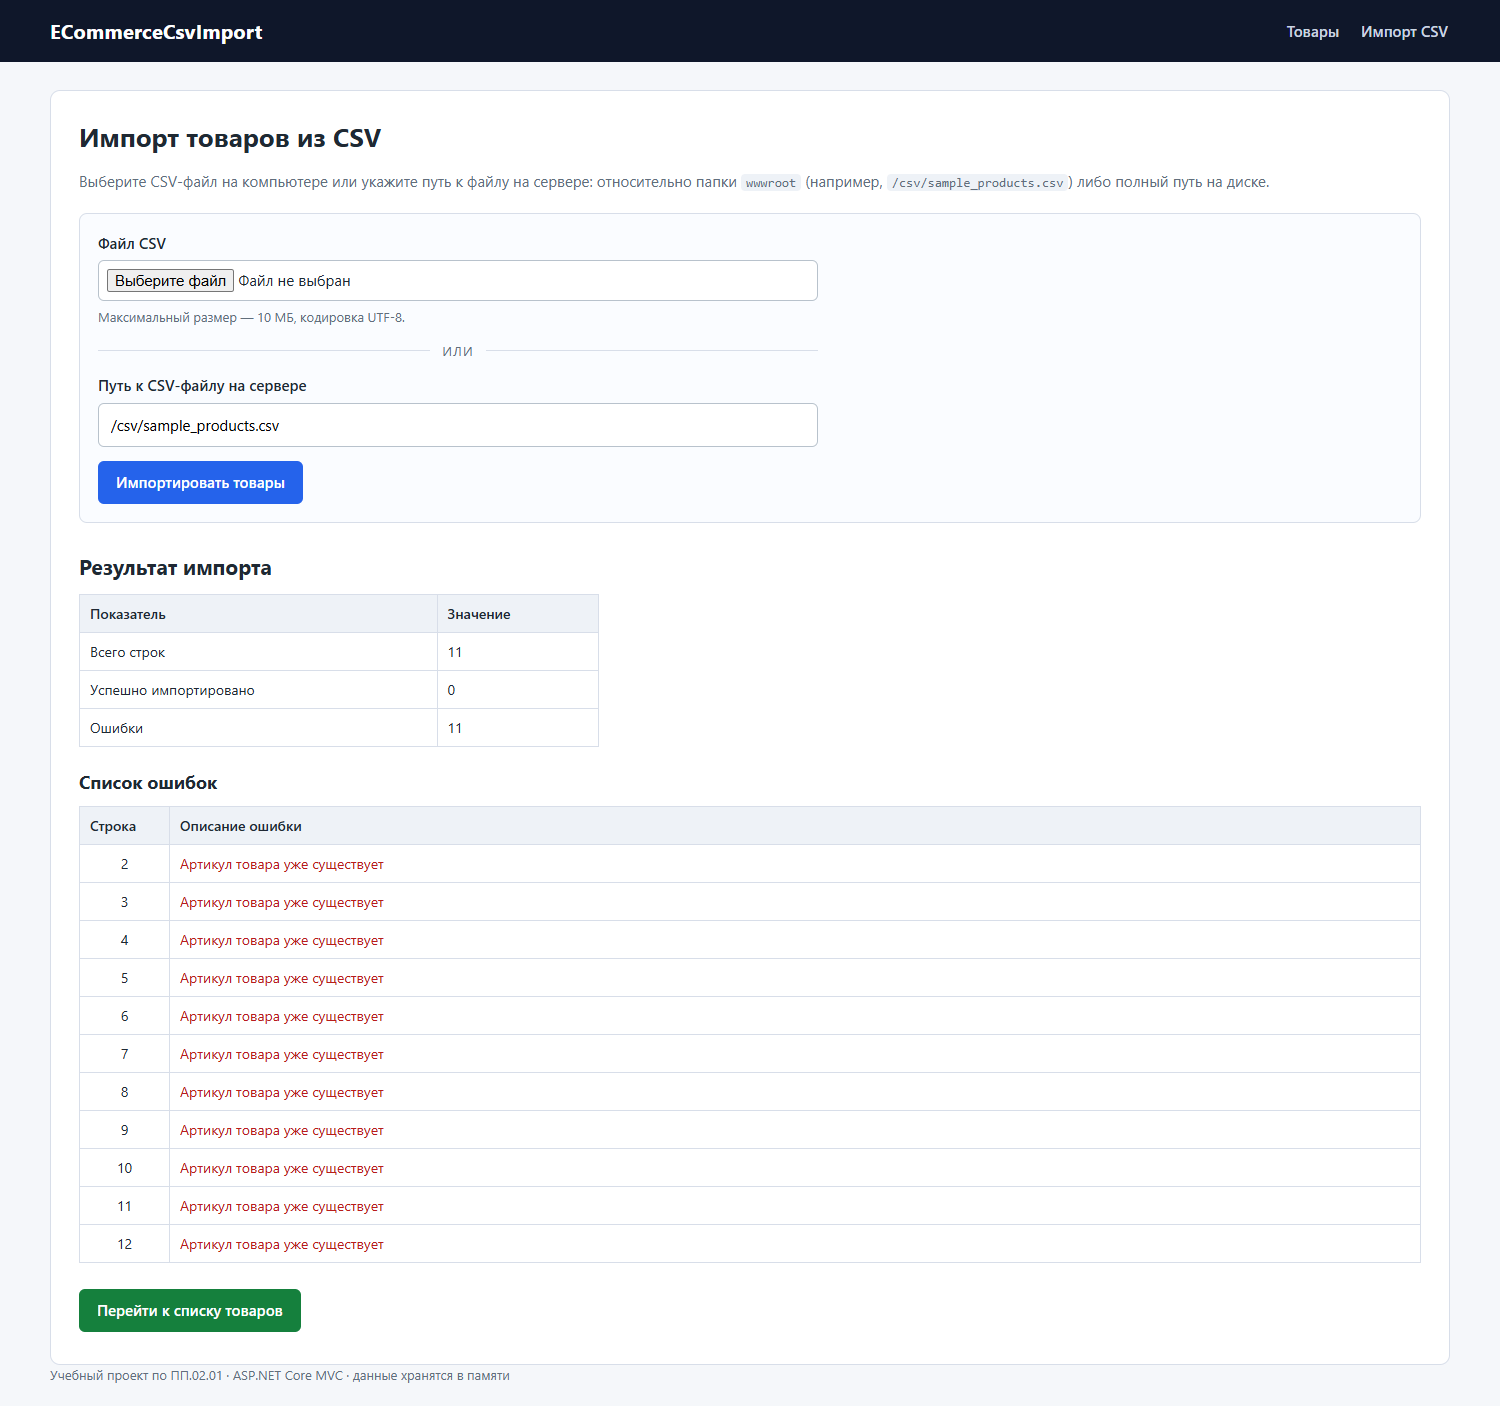 ECommerceCsvImport
Товары Импорт CSV
Импорт товаров из CSV
Выберите CSV-файл на компьютере или укажите путь к файлу на сервере: относительно папки wwwroot (например, /csv/sample_products.csv) либо полный путь на диске.
Файл CSV
Выберите файл Файл не выбран
Максимальный размер — 10 МБ, кодировка UTF-8.
ИЛИ
Путь к CSV-файлу на сервере
/csv/sample_products.csv
Импортировать товары
Результат импорта
Показатель Значение
Всего строк 11
Успешно импортировано 0
Ошибки 11
Список ошибок
Строка Описание ошибки
2 Артикул товара уже существует
3 Артикул товара уже существует
4 Артикул товара уже существует
5 Артикул товара уже существует
6 Артикул товара уже существует
7 Артикул товара уже существует
8 Артикул товара уже существует
9 Артикул товара уже существует
10 Артикул товара уже существует
11 Артикул товара уже существует
12 Артикул товара уже существует
Перейти к списку товаров
Учебный проект по ПП.02.01 · ASP.NET Core MVC · данные хранятся в памяти